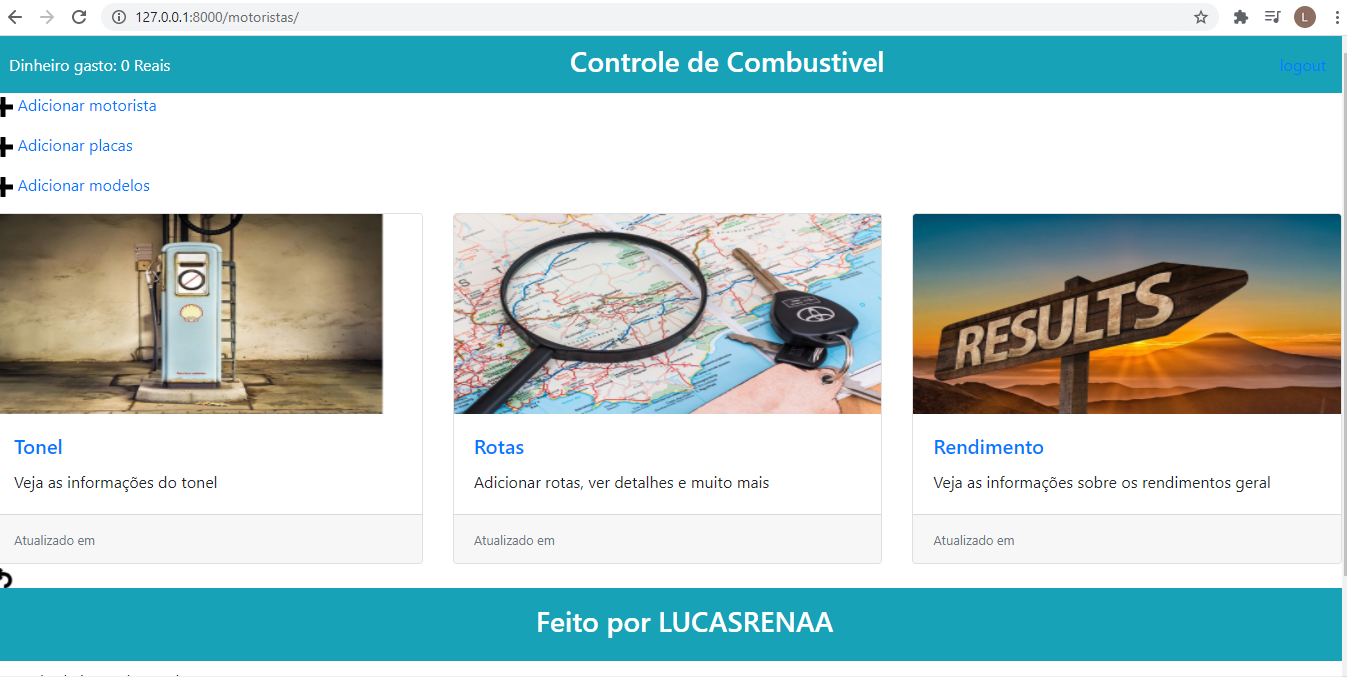 127.0.0.1:8000/motoristas/
L
Dinheiro gasto: 0 Reais
Controle de Combustivel
logout
Adicionar motorista
Adicionar placas
Adicionar modelos
RESULTS
Tonel
Rotas
Rendimento
Veja as informações do tonel
Adicionar rotas, ver detalhes e muito mais
Veja as informações sobre os rendimentos geral
Atualizado em
Atualizado em
Atualizado em
Feito por LUCASRENAA